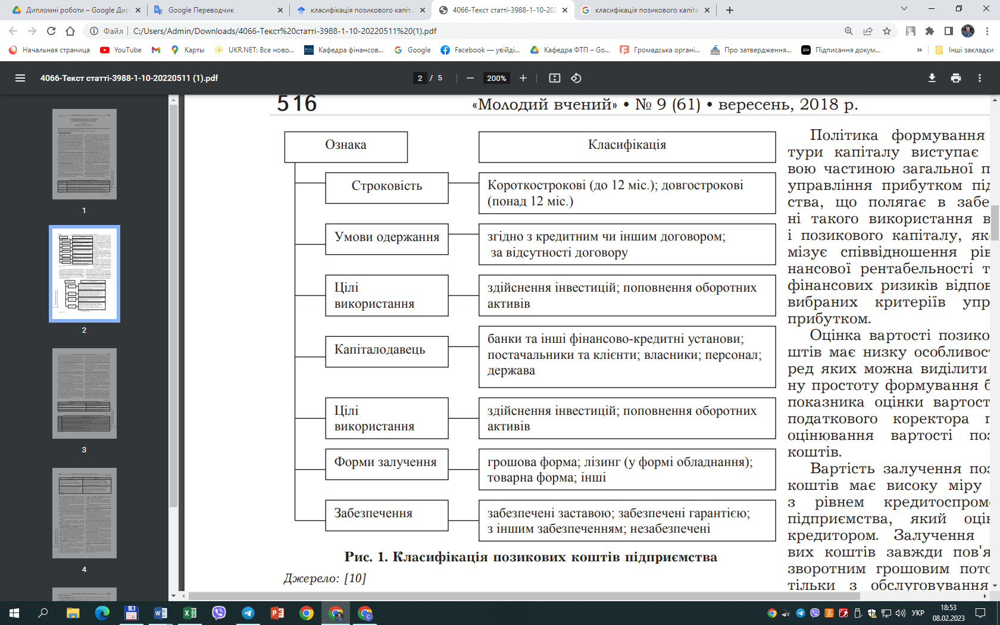 Дипломні роботи – Google Дис
Google Переводчик
класифікація позикового капіт
4066-Текст статті-3988-1-10-202
класифікація позикового капіта
Файл
C:/Users/Admin/Downloads/4066-Текст%20статті-3988-1-10-20220511%20(1).pdf
Начальная страница
YouTube
Карты
UKR.NET: Все ново...
Кафедра фінансов...
Google
Facebook — увійді...
Кафедра ФТП – Go...
Громадська органі...
Про затвердження...
Підписання докум...
»
Інші закладки
4066-Текст статті-3988-1-10-20220511 (1).pdf
2 / 5
200%
1
2
3
4
516
«Молодий вчений» • № 9 (61) • вересень, 2018 р.
Ознака
Класифікація
Строковість
Короткострокові (до 12 міс.); довгострокові
(понад 12 міс.)
Умови одержання
згідно з кредитним чи іншим договором;
за відсутності договору
Цілі
використання
здійснення інвестицій; поповнення оборотних
активів
Капіталодавець
банки та інші фінансово-кредитні установи;
постачальники та клієнти; власники; персонал;
держава
Цілі
використання
здійснення інвестицій; поповнення оборотних
активів
Форми залучення
грошова форма; лізинг (у формі обладнання);
товарна форма; інші
Забезпечення
забезпечені заставою; забезпечені гарантією;
з іншим забезпеченням; незабезпечені
Рис. 1. Класифікація позикових коштів підприємства
Джерело: [10]
Політика формування
тури капіталу виступає
вою частиною загальної п
управління прибутком під
ства, що полягає в забе
ні такого використання в
і позикового капіталу, як
мізує співвідношення рів
нансової рентабельності т
фінансових ризиків відпов
вибраних критеріїв упр
прибутком.
Оцінка вартості позико
штів має низку особливос
ред яких можна виділити
ну простоту формування б
показника оцінки вартост
податкового коректора п
оцінювання вартості поз
коштів.
Вартість залучення поз
коштів має високу міру
з рівнем кредитоспром
підприємства, який оцін
кредитором. Залучення
вих коштів завжди пов'я
зворотним грошовим пото
тільки з обслуговування
УКР
18:53
08.02.2023